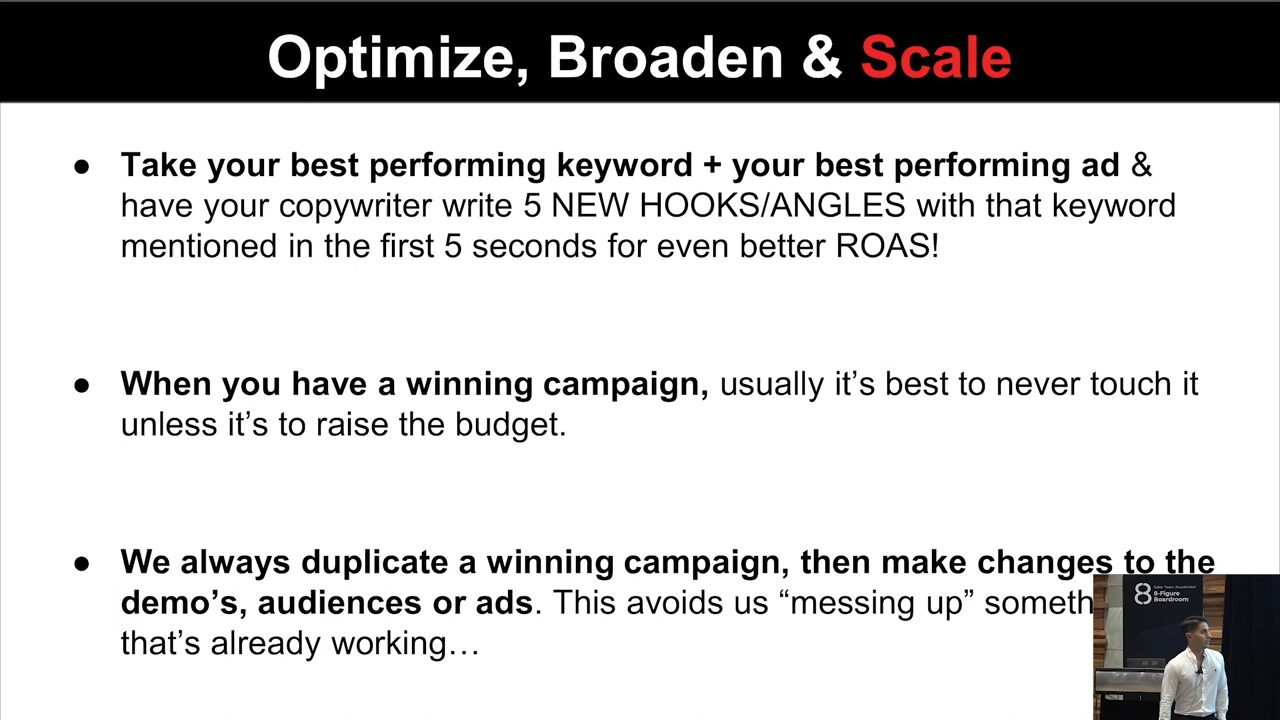 Optimize, Broaden & Scale
● Take your best performing keyword + your best performing ad &
have your copywriter write 5 NEW HOOKS/ANGLES with that keyword
mentioned in the first 5 seconds for even better ROAS!
● When you have a winning campaign, usually it’s best to never touch it
unless it’s to raise the budget.
● We always duplicate a winning campaign, then make changes to the
demo’s, audiences or ads. This avoids us “messing up” someth
that’s already working…
8-Figure
Boardroom